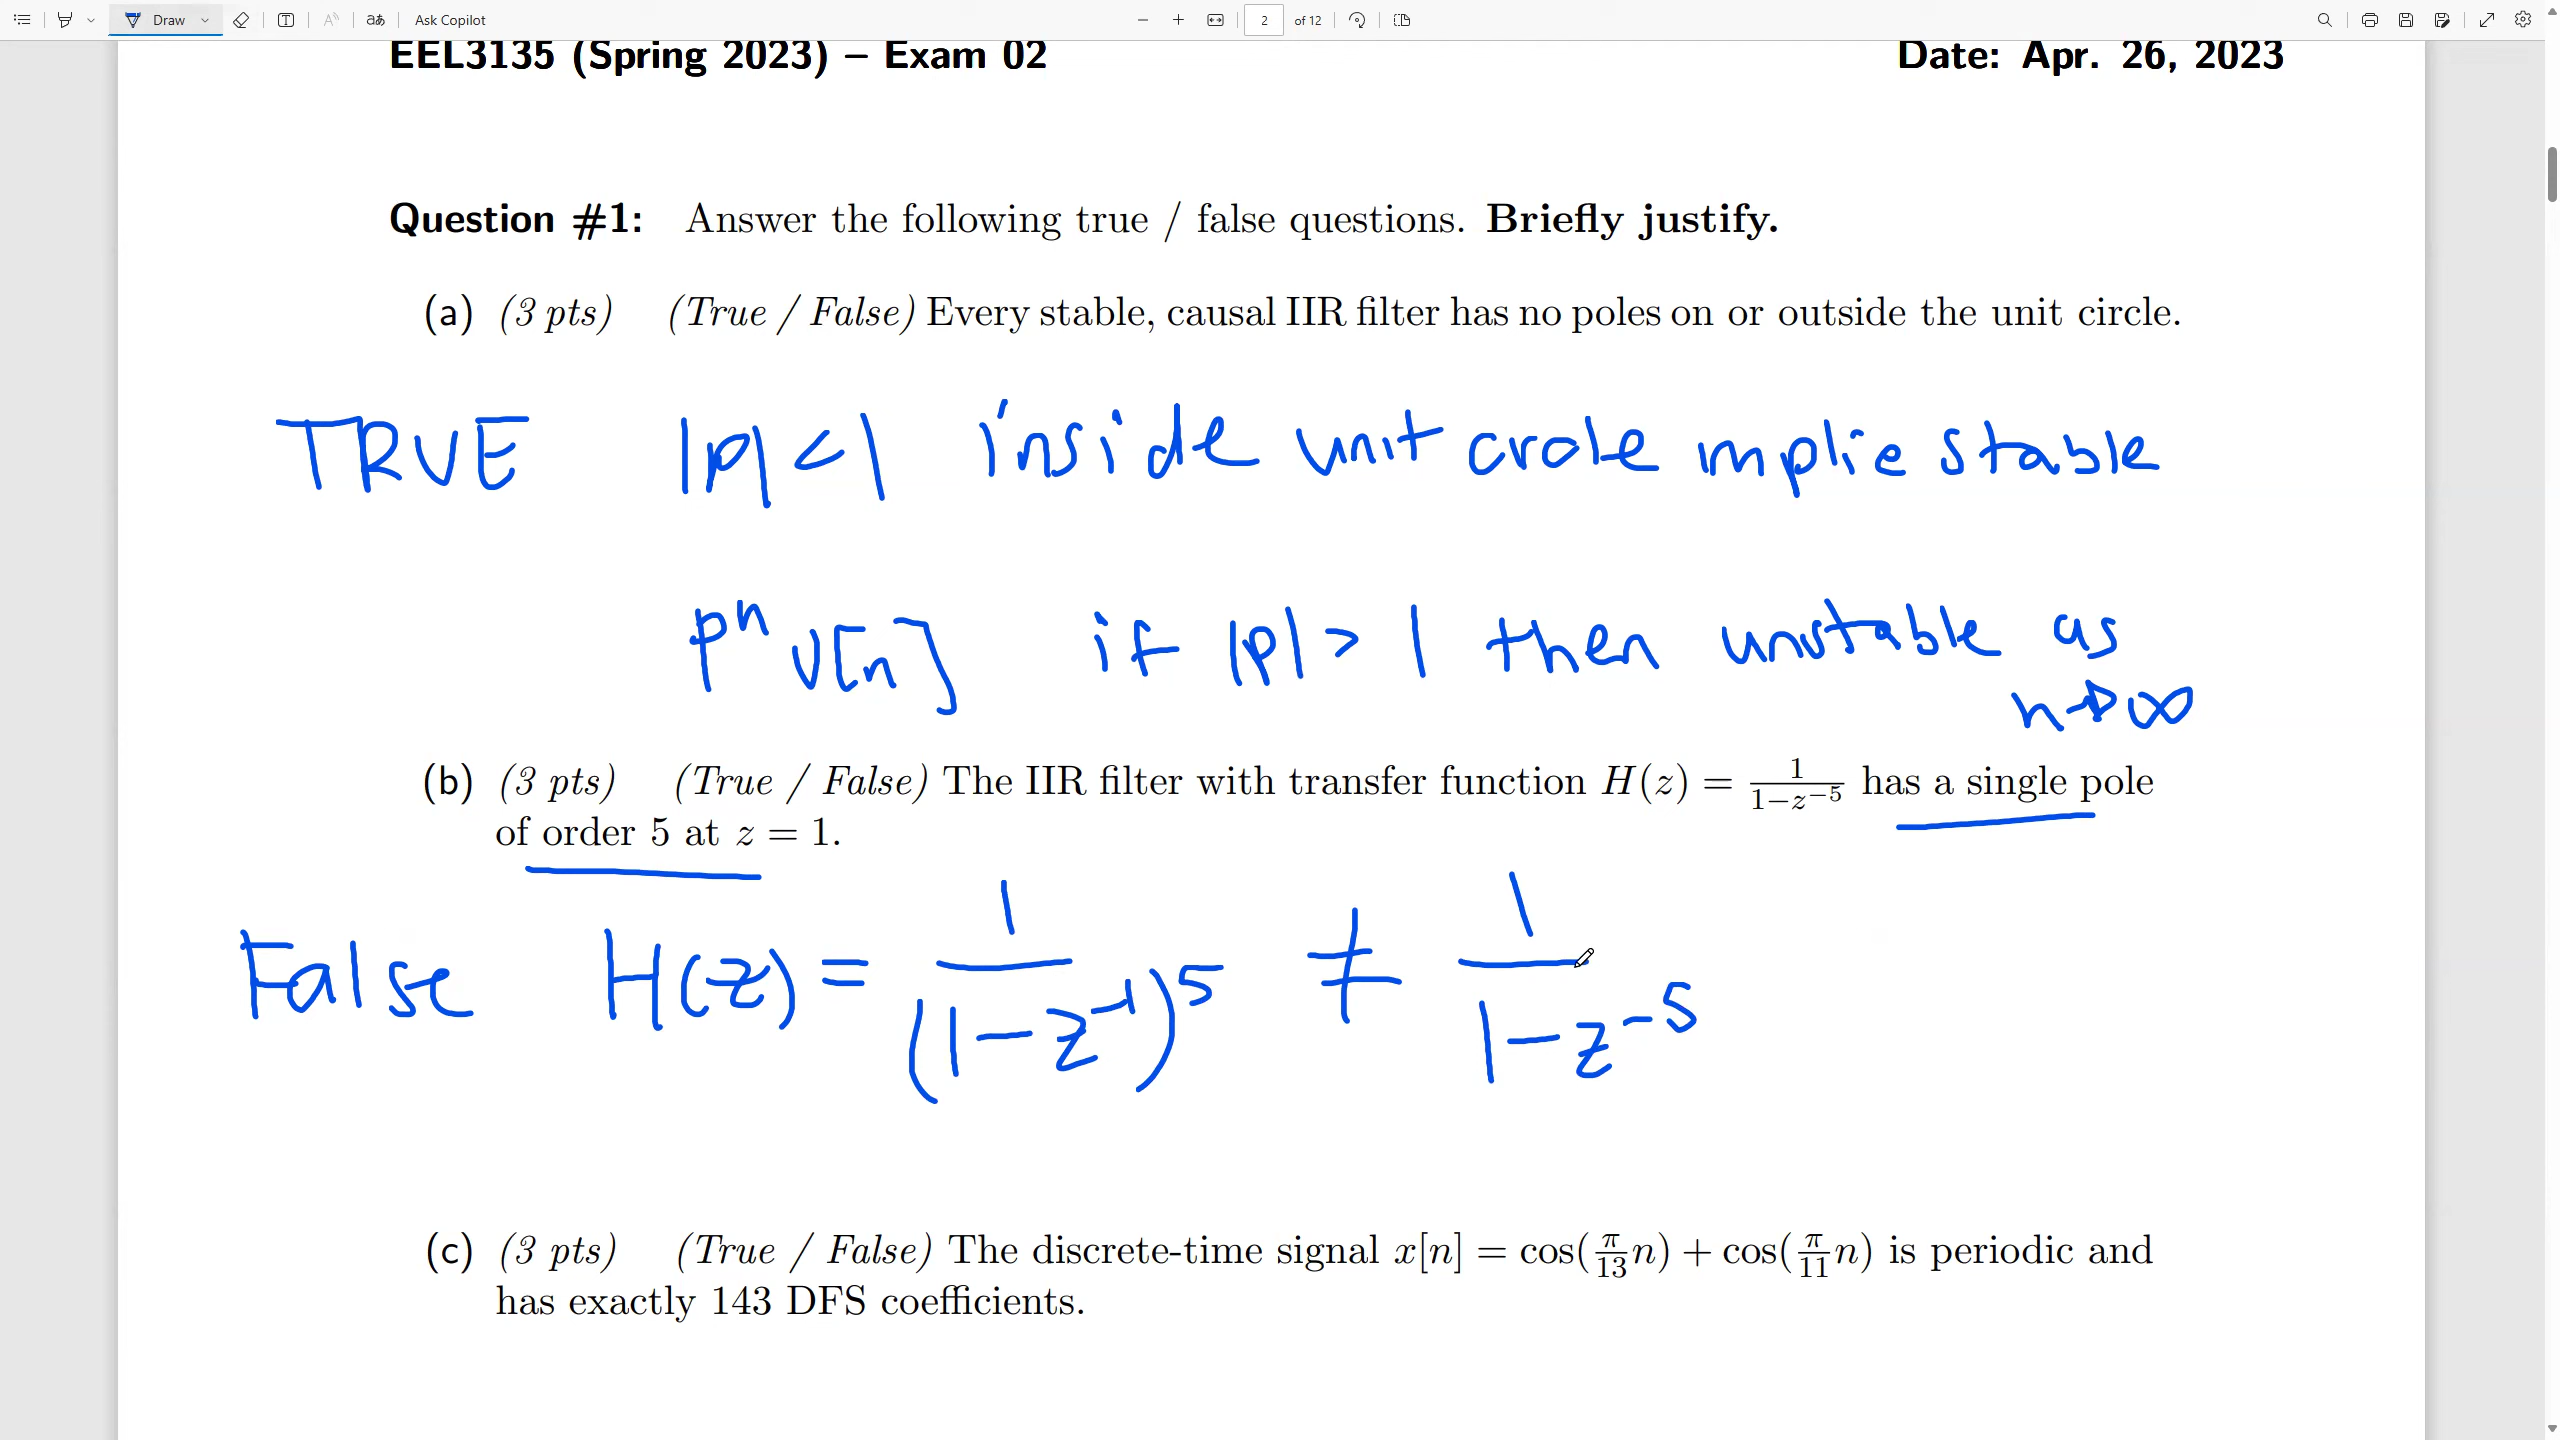 Draw Ask Copilot 2 of 12
EEL3135 (Spring 2023) – Exam 02 Date: Apr. 26, 2023
Question #1: Answer the following true / false questions. Briefly justify.
(a) (3 pts) (True / False) Every stable, causal IIR filter has no poles on or outside the unit circle.
TRUE |p| < 1 inside unit circle implie stable
pⁿ u[n] if |p| > 1 then unstable as
n→∞
(b) (3 pts) (True / False) The IIR filter with transfer function H(z) = 1/(1−z⁻⁵) has a single pole
of order 5 at z = 1.
False H(z) = 1/(1−z⁻¹)⁵ ≠ 1/(1−z⁻⁵)
(c) (3 pts) (True / False) The discrete-time signal x[n] = cos(π/13 n) + cos(π/11 n) is periodic and
has exactly 143 DFS coefficients.